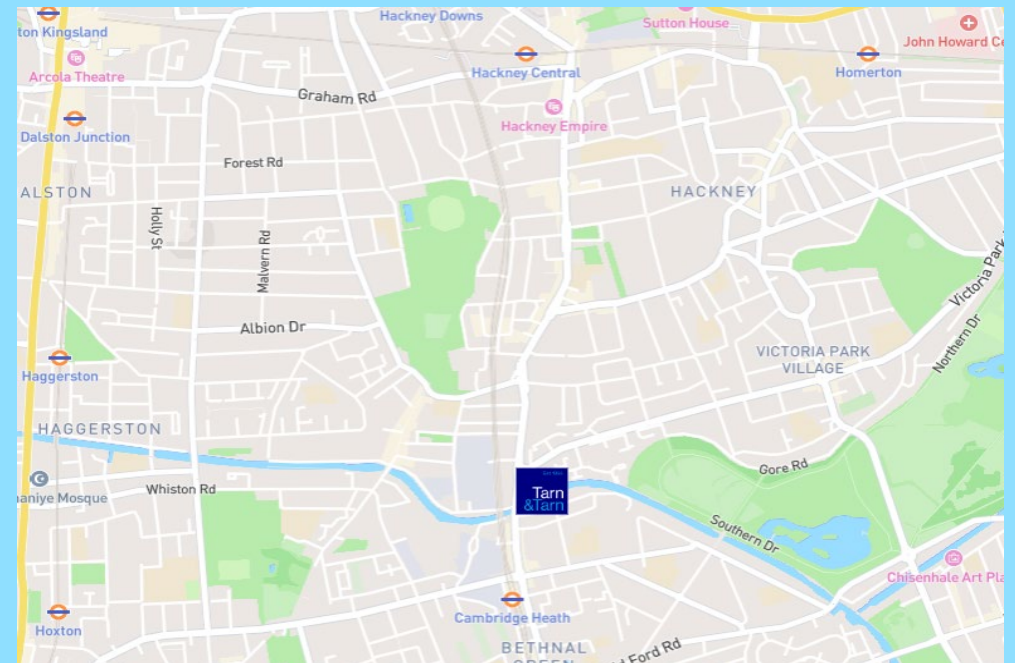 Hackney Downs
Sutton House
ton Kingsland
John Howard Ce
Arcola Theatre
Hackney Central
Homerton
Graham Rd
Hackney Empire
Dalston Junction
Forest Rd
ALSTON
HACKNEY
Holly St
Malvern Rd
Victoria Park
Albion Dr
Northern Dr
VICTORIA PARK
VILLAGE
Haggerston
HAGGERSTON
Gore Rd
naniye Mosque
Whiston Rd
Tarn
&Tarn
Southern Dr
Chisenhale Art Pla
Cambridge Heath
Hoxton
BETHNAL
GREEN
Ford Rd